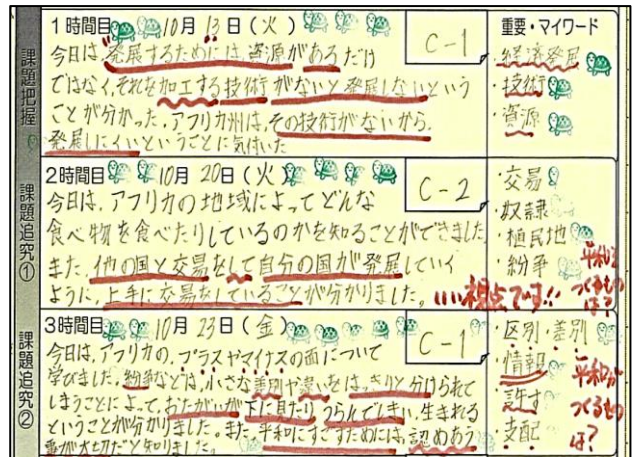 課題把握
1時間目 10月 13日(火)
C-1
重要・マイワード
今日は、発展するためには資源があるだけ
ではなく、それを加工する技術がないと発展しないという
ことが分かった。アフリカ州は、その技術がないから、
発展しにくいということに気付いた
・経済発展
・技術
・資源
課題追究①
2時間目 10月 20日(火)
C-2
今日は、アフリカの地域によってどんな
食べ物を食べたりしているのかを知ることができました。
また、他の国と交易をして自分の国が発展していく
ように、上手に交易をしていることが分かりました。
いい視点です!!
・交易
・奴隷
・植民地
・紛争
平和を
つくるもの
は?
課題追究②
3時間目 10月 23日(金)
C-1
今日は、アフリカの、プラスやマイナスの面について
学びました。紛争などは、小さな差別や違いをはっきりと分けられて
しまうことによって、おたがいが下に見たりうらんでしまい、生まれる
ということが分かりました。また、平和にすごすためには、認めあう
愛が大切だと知りました。
・区別・差別
・情報
・許す
・支配
平和を
つくるもの
は?